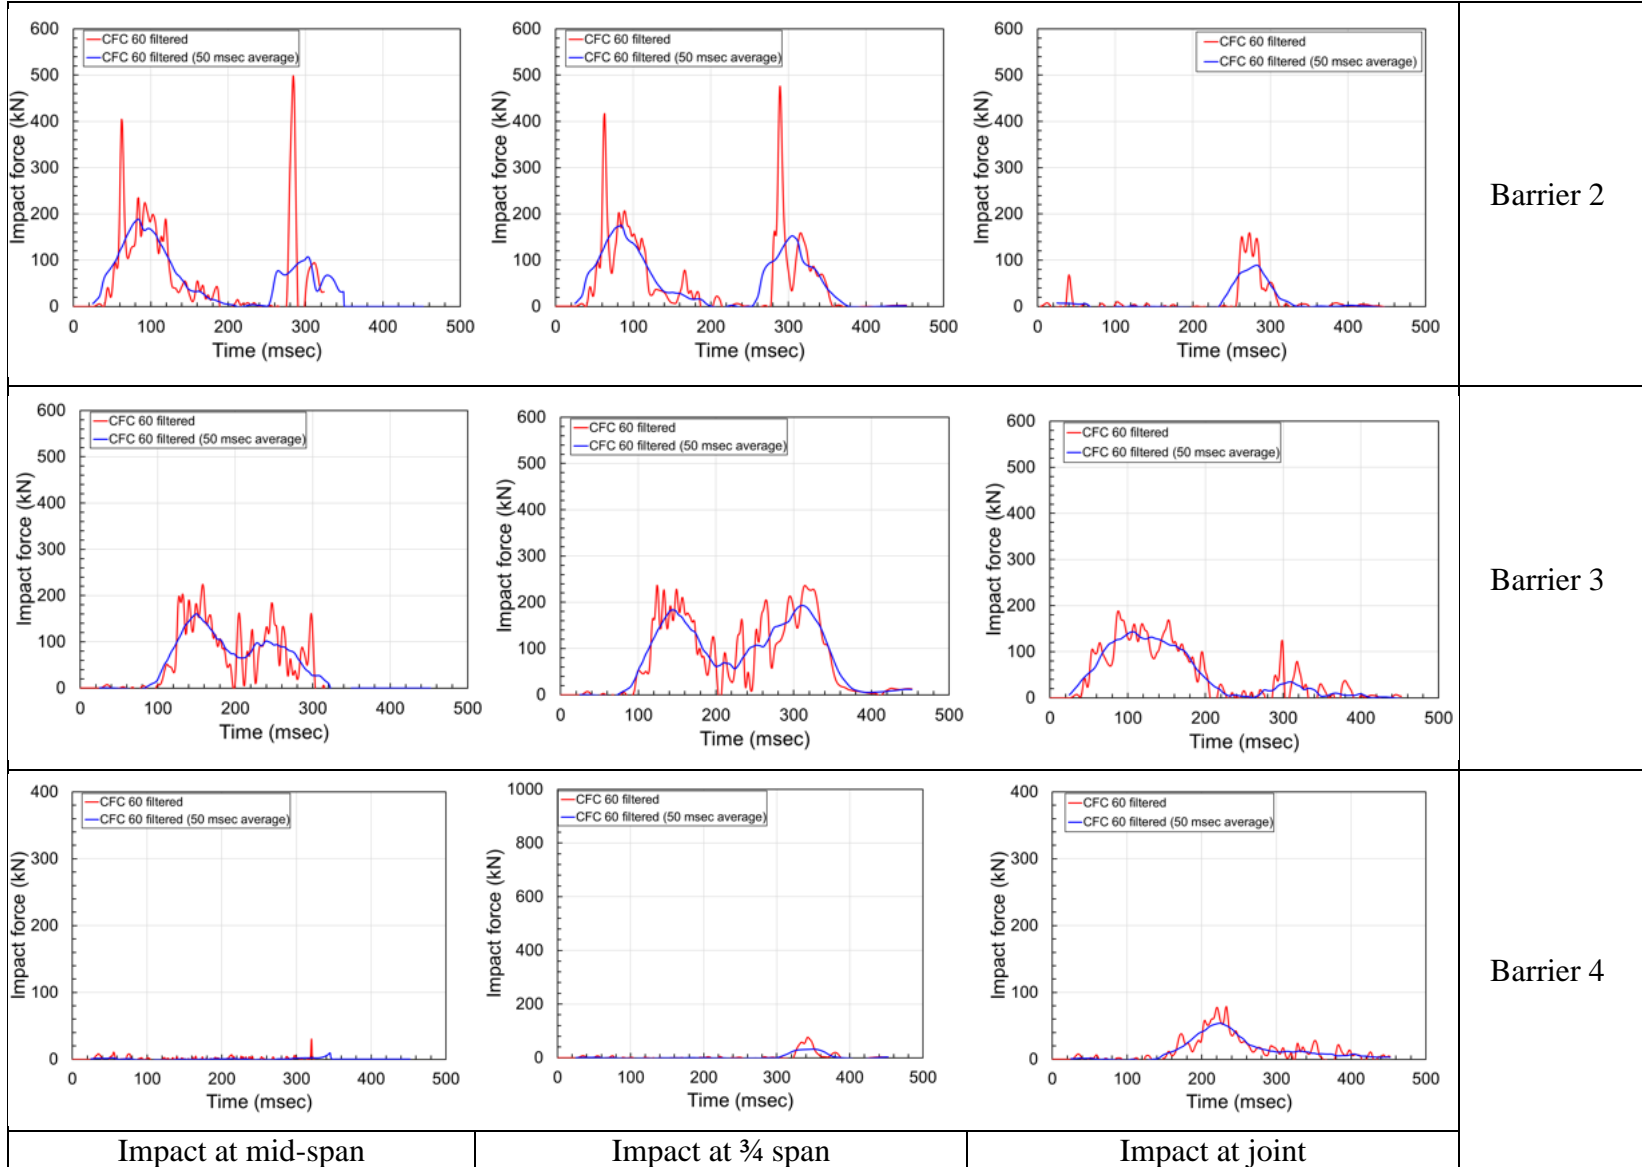 600
500
400
300
200
100
0
0 100 200 300 400 500
Impact force (kN)
Time (msec)
CFC 60 filtered
CFC 60 filtered (50 msec average)
600
500
400
300
200
100
0
0 100 200 300 400 500
Impact force (kN)
Time (msec)
CFC 60 filtered
CFC 60 filtered (50 msec average)
600
500
400
300
200
100
0
0 100 200 300 400 500
Impact force (kN)
Time (msec)
CFC 60 filtered
CFC 60 filtered (50 msec average)
Barrier 2
600
500
400
300
200
100
0
0 100 200 300 400 500
Impact force (kN)
Time (msec)
CFC 60 filtered
CFC 60 filtered (50 msec average)
600
500
400
300
200
100
0
0 100 200 300 400 500
Impact force (kN)
Time (msec)
CFC 60 filtered
CFC 60 filtered (50 msec average)
600
500
400
300
200
100
0
0 100 200 300 400 500
Impact force (kN)
Time (msec)
CFC 60 filtered
CFC 60 filtered (50 msec average)
Barrier 3
400
300
200
100
0
0 100 200 300 400 500
Impact force (kN)
Time (msec)
CFC 60 filtered
CFC 60 filtered (50 msec average)
1000
800
600
400
200
0
0 100 200 300 400 500
Impact force (kN)
Time (msec)
CFC 60 filtered
CFC 60 filtered (50 msec average)
400
300
200
100
0
0 100 200 300 400 500
Impact force (kN)
Time (msec)
CFC 60 filtered
CFC 60 filtered (50 msec average)
Barrier 4
Impact at mid-span
Impact at ¾ span
Impact at joint